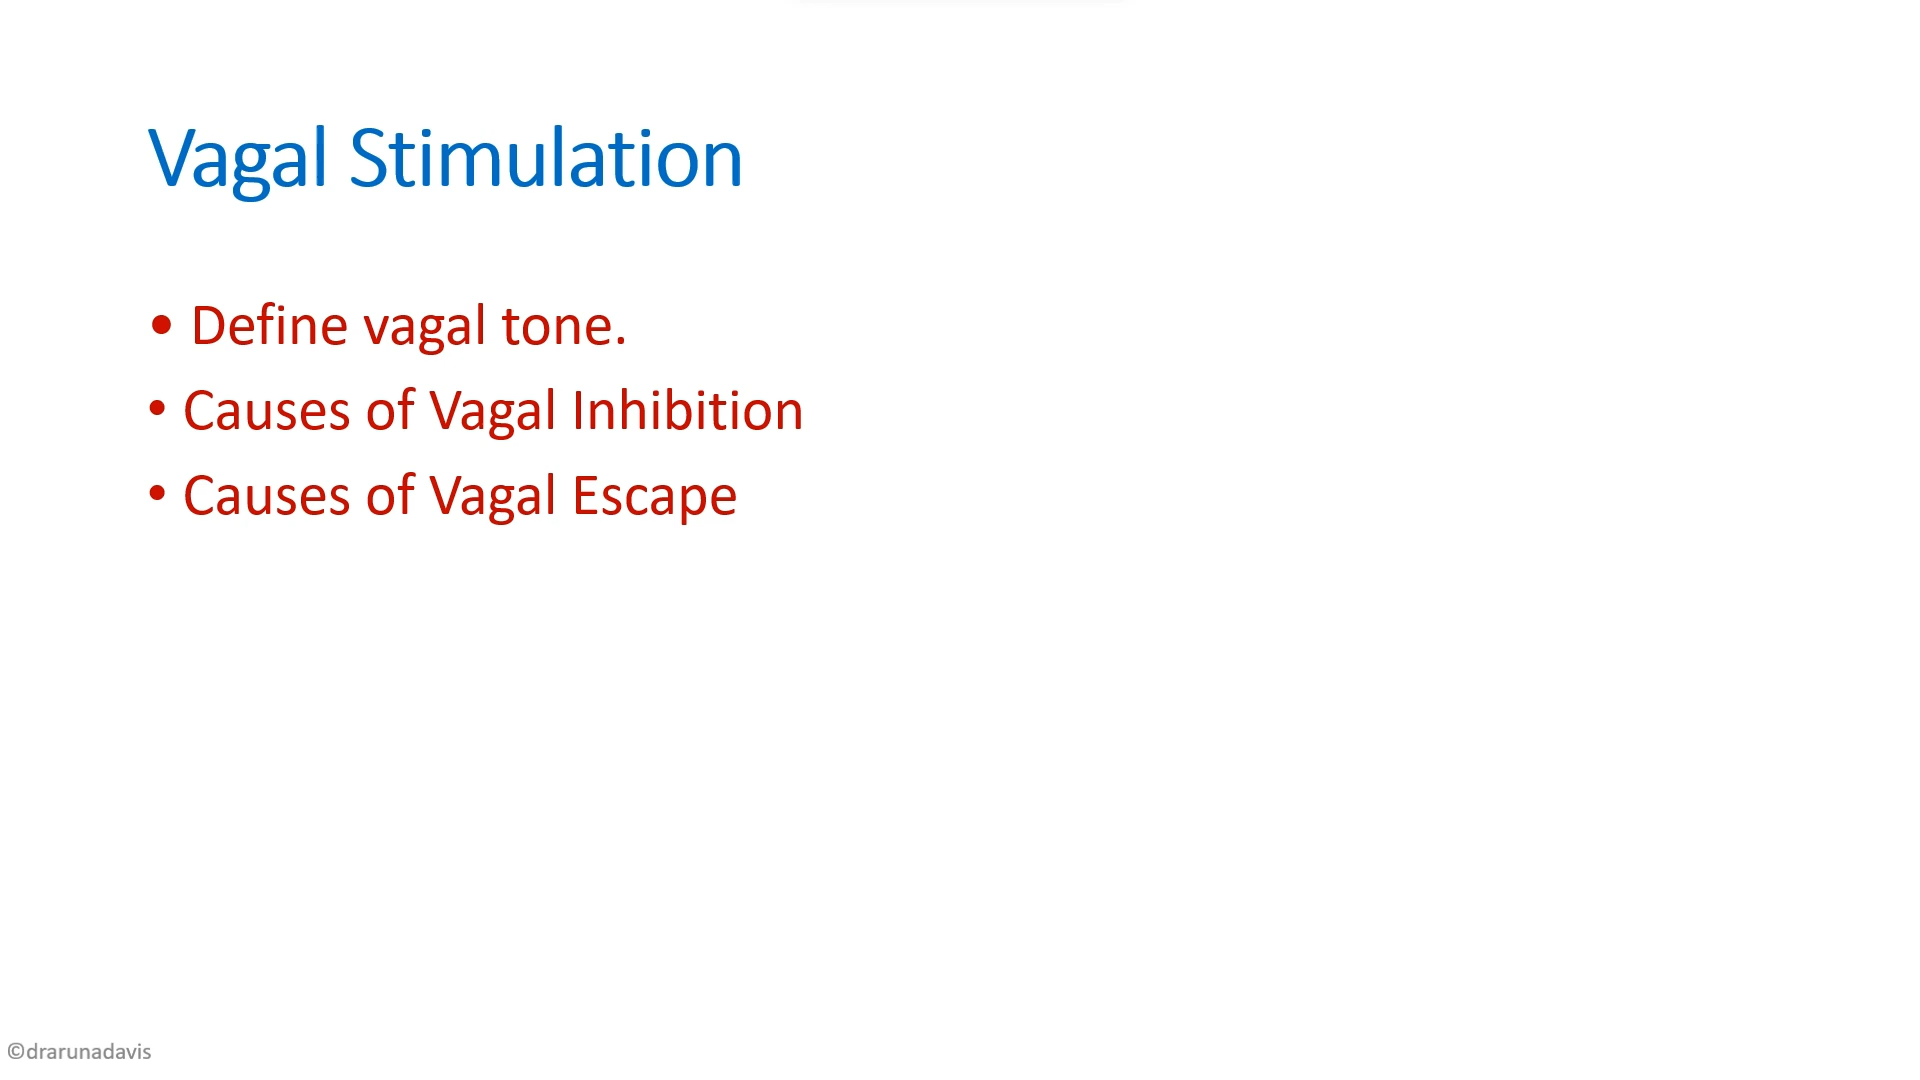 Vagal Stimulation
• Define vagal tone.
• Causes of Vagal Inhibition
• Causes of Vagal Escape
©drarunadavis